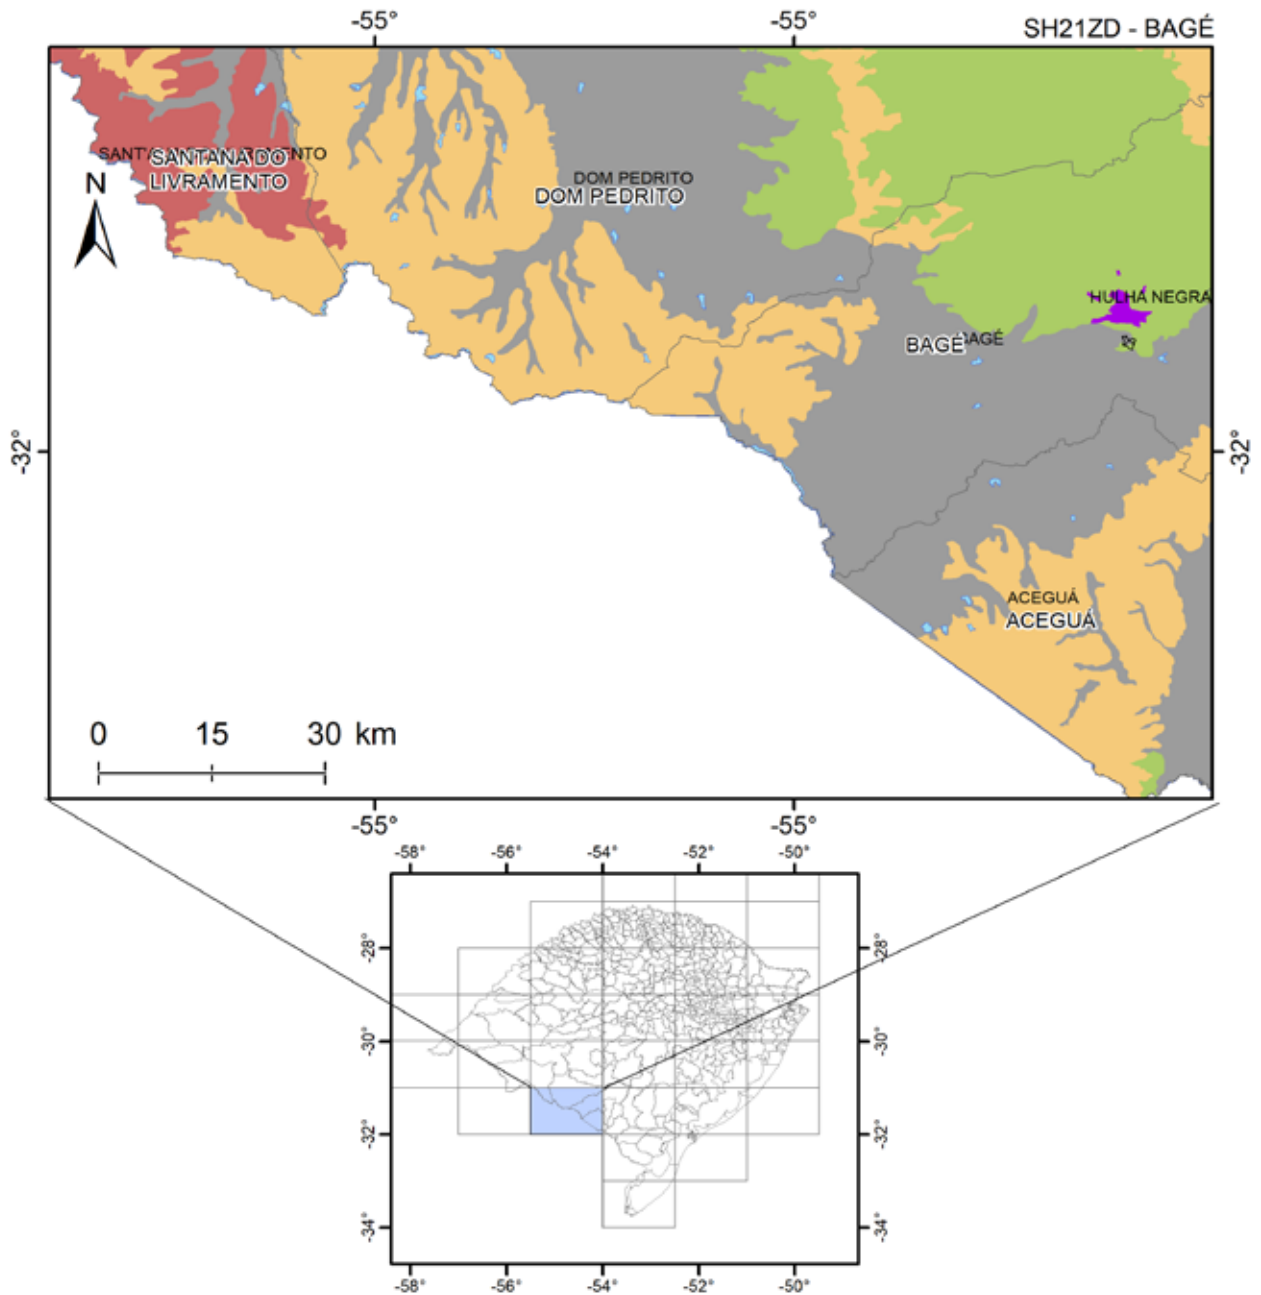 -55° -55°
SH21ZD - BAGÉ
SANTANA DO
LIVRAMENTO
N
DOM PEDRITO
DOM PEDRITO
HULHA NEGRA
BAGÉ BAGÉ
-32° -32°
ACEGUÁ
ACEGUÁ
0 15 30 km
-55° -55°
-58° -56° -54° -52° -50°
-28° -28°
-30° -30°
-32° -32°
-34° -34°
-58° -56° -54° -52° -50°